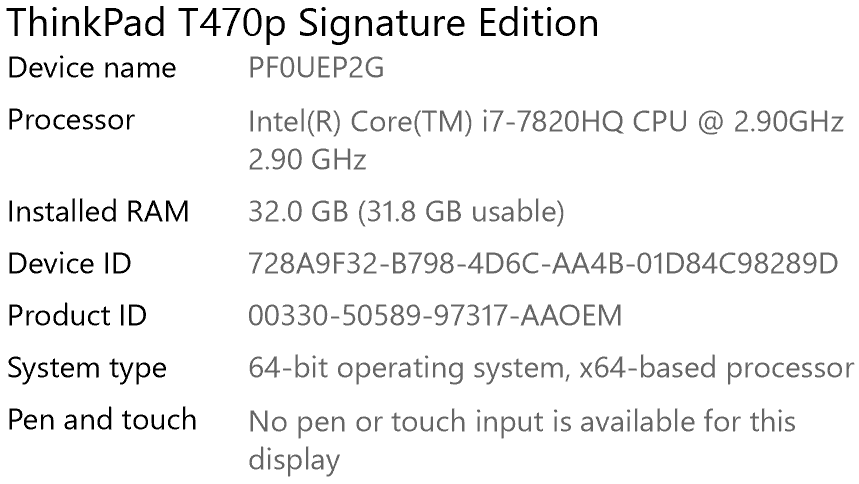 ThinkPad T470p Signature Edition
Device name PF0UEP2G
Processor Intel(R) Core(TM) i7-7820HQ CPU @ 2.90GHz
2.90 GHz
Installed RAM 32.0 GB (31.8 GB usable)
Device ID 728A9F32-B798-4D6C-AA4B-01D84C98289D
Product ID 00330-50589-97317-AAOEM
System type 64-bit operating system, x64-based processor
Pen and touch No pen or touch input is available for this
display